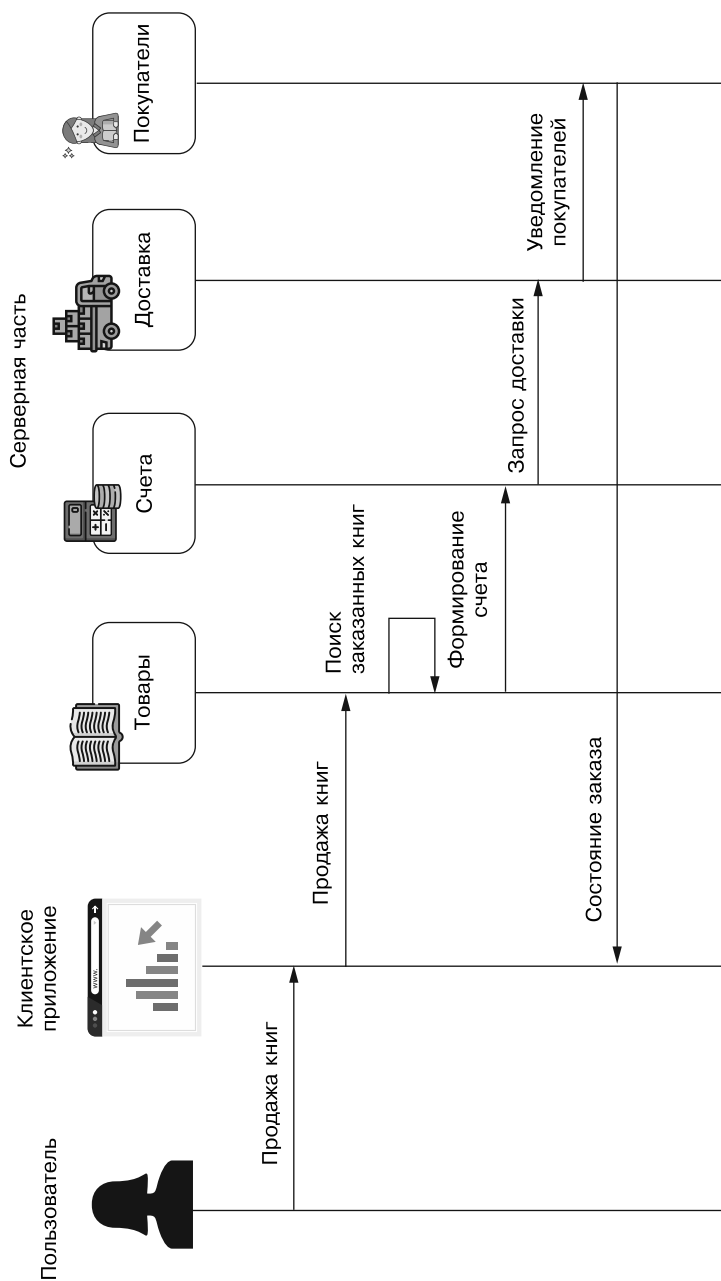 Серверная часть
Пользователь
Клиентское
приложение
www.
Товары
Счета
Доставка
Покупатели
Продажа книг
Продажа книг
Поиск
заказанных книг
Формирование
счета
Запрос доставки
Уведомление
покупателей
Состояние заказа